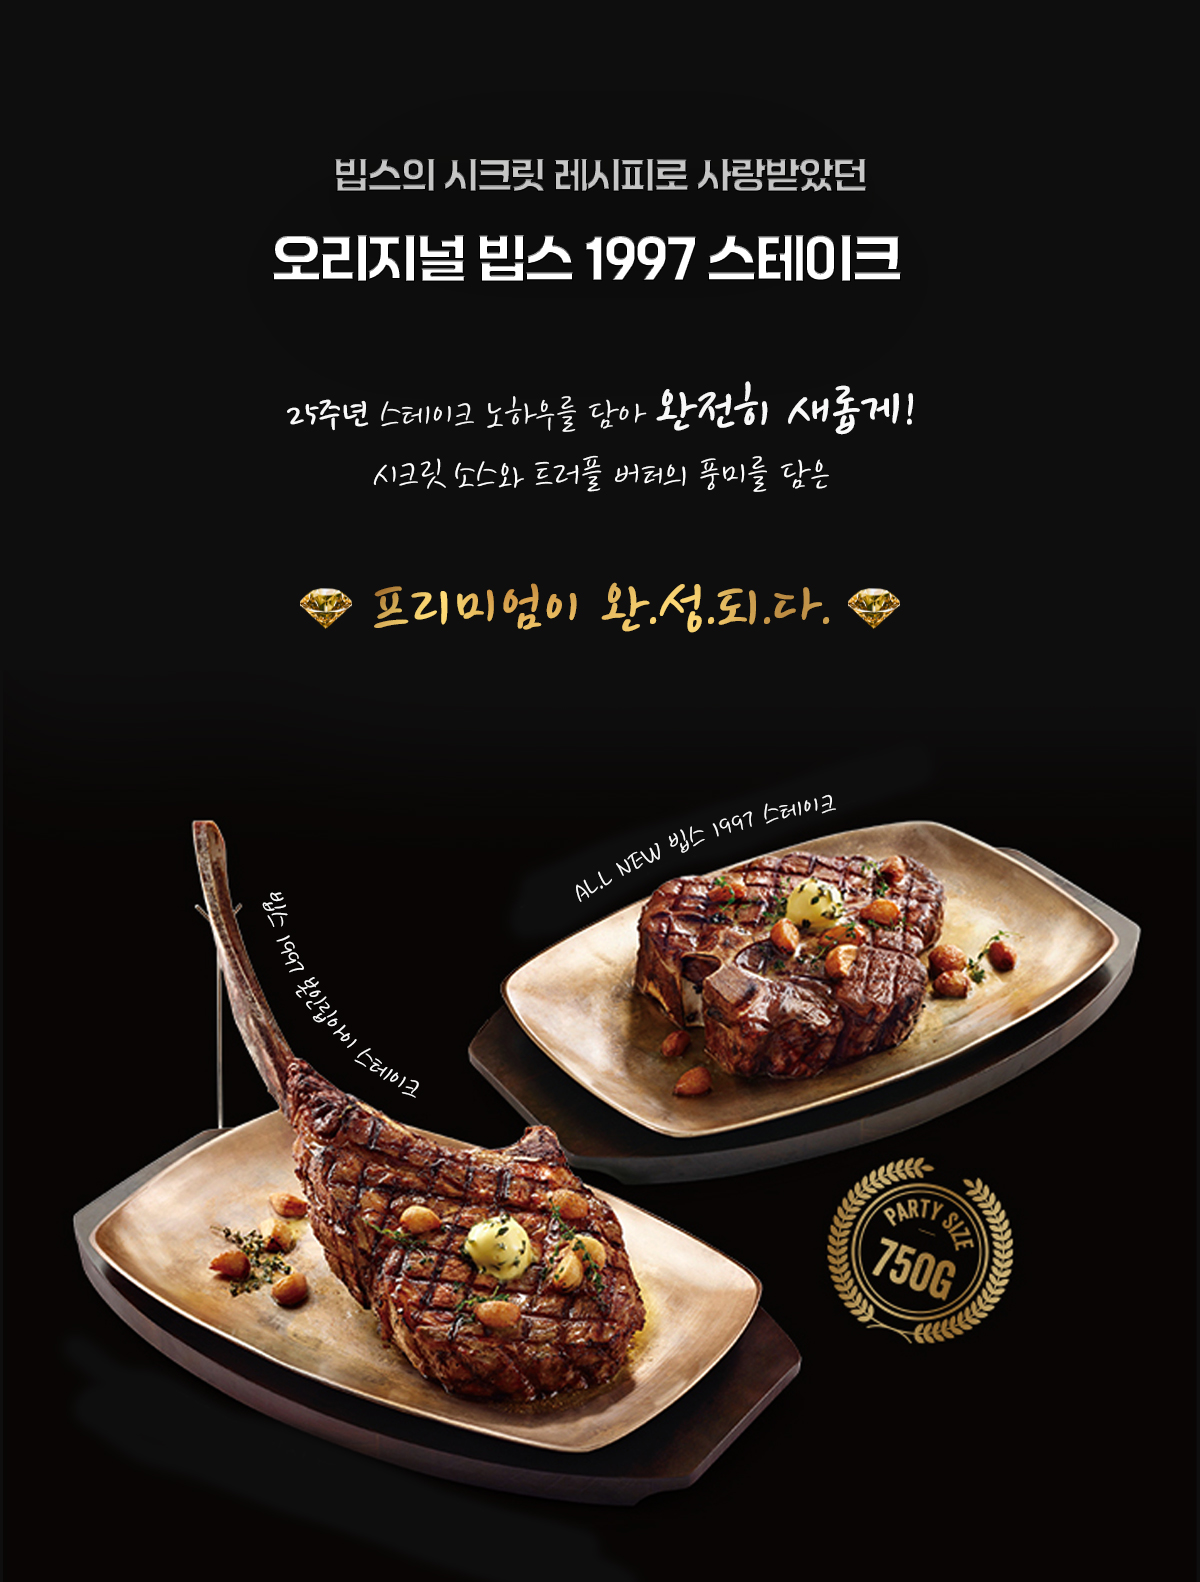 빕스의 시크릿 레시피로 사랑받았던
오리지널 빕스 1997 스테이크
25주년 스테이크 노하우를 담아 완전히 새롭게!
시크릿 소스와 트러플 버터의 풍미를 담은
프리미엄이 완.성.되.다.
AL.L NEW 빕스 1997 스테이크
빕스 1997 본인립아이 스테이크
PARTY SIZE
750G